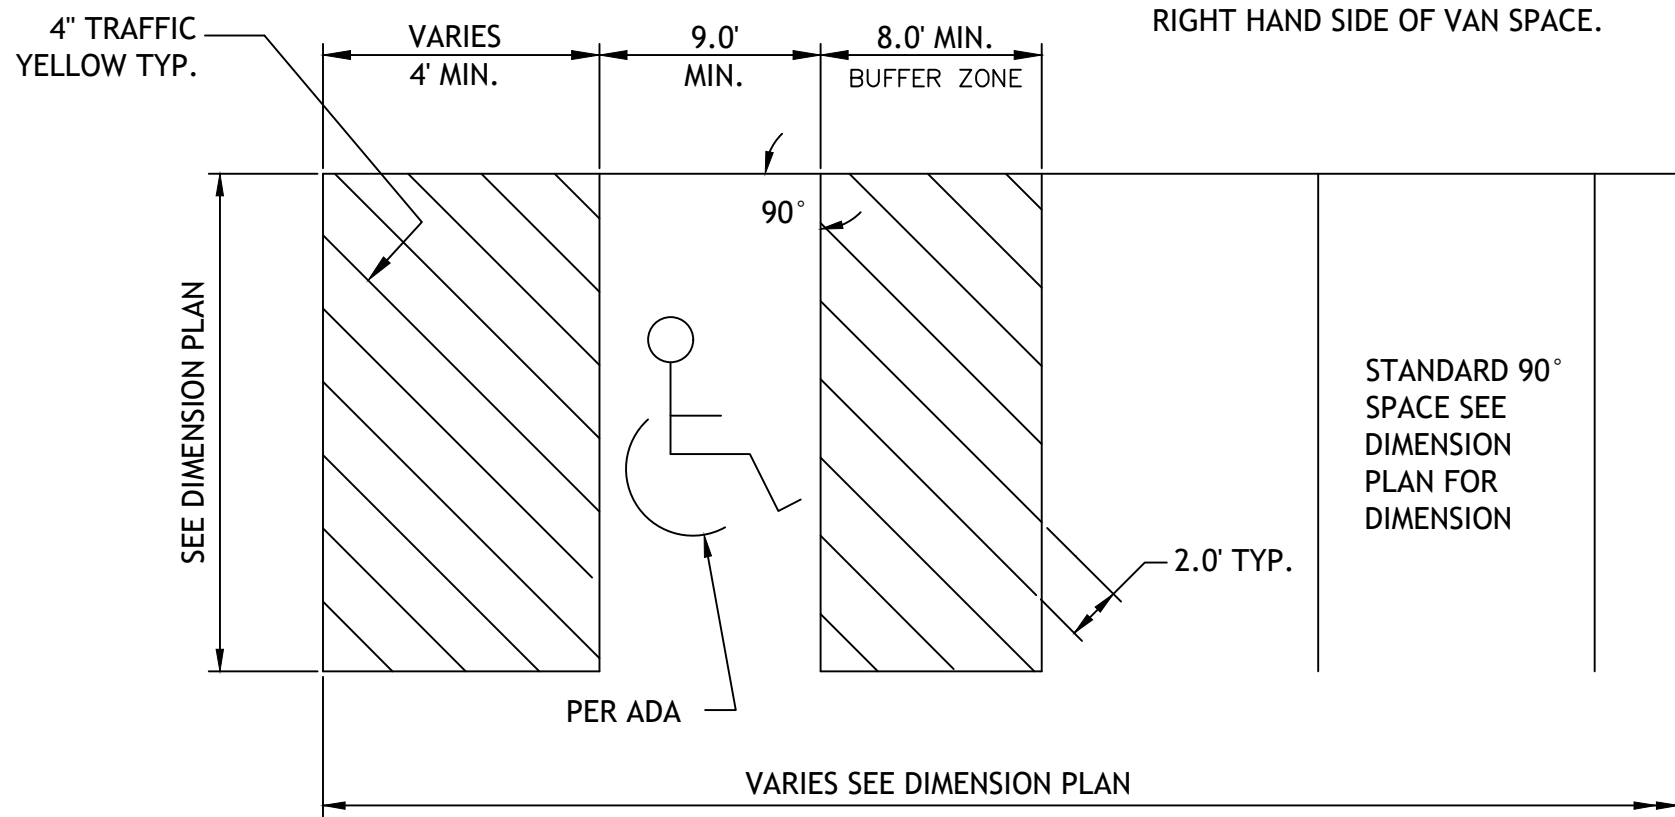 RIGHT HAND SIDE OF VAN SPACE.
4" TRAFFIC
YELLOW TYP.
VARIES
4' MIN.
9.0'
MIN.
8.0' MIN.
BUFFER ZONE
90°
SEE DIMENSION PLAN
STANDARD 90°
SPACE SEE
DIMENSION
PLAN FOR
DIMENSION
2.0' TYP.
PER ADA
VARIES SEE DIMENSION PLAN